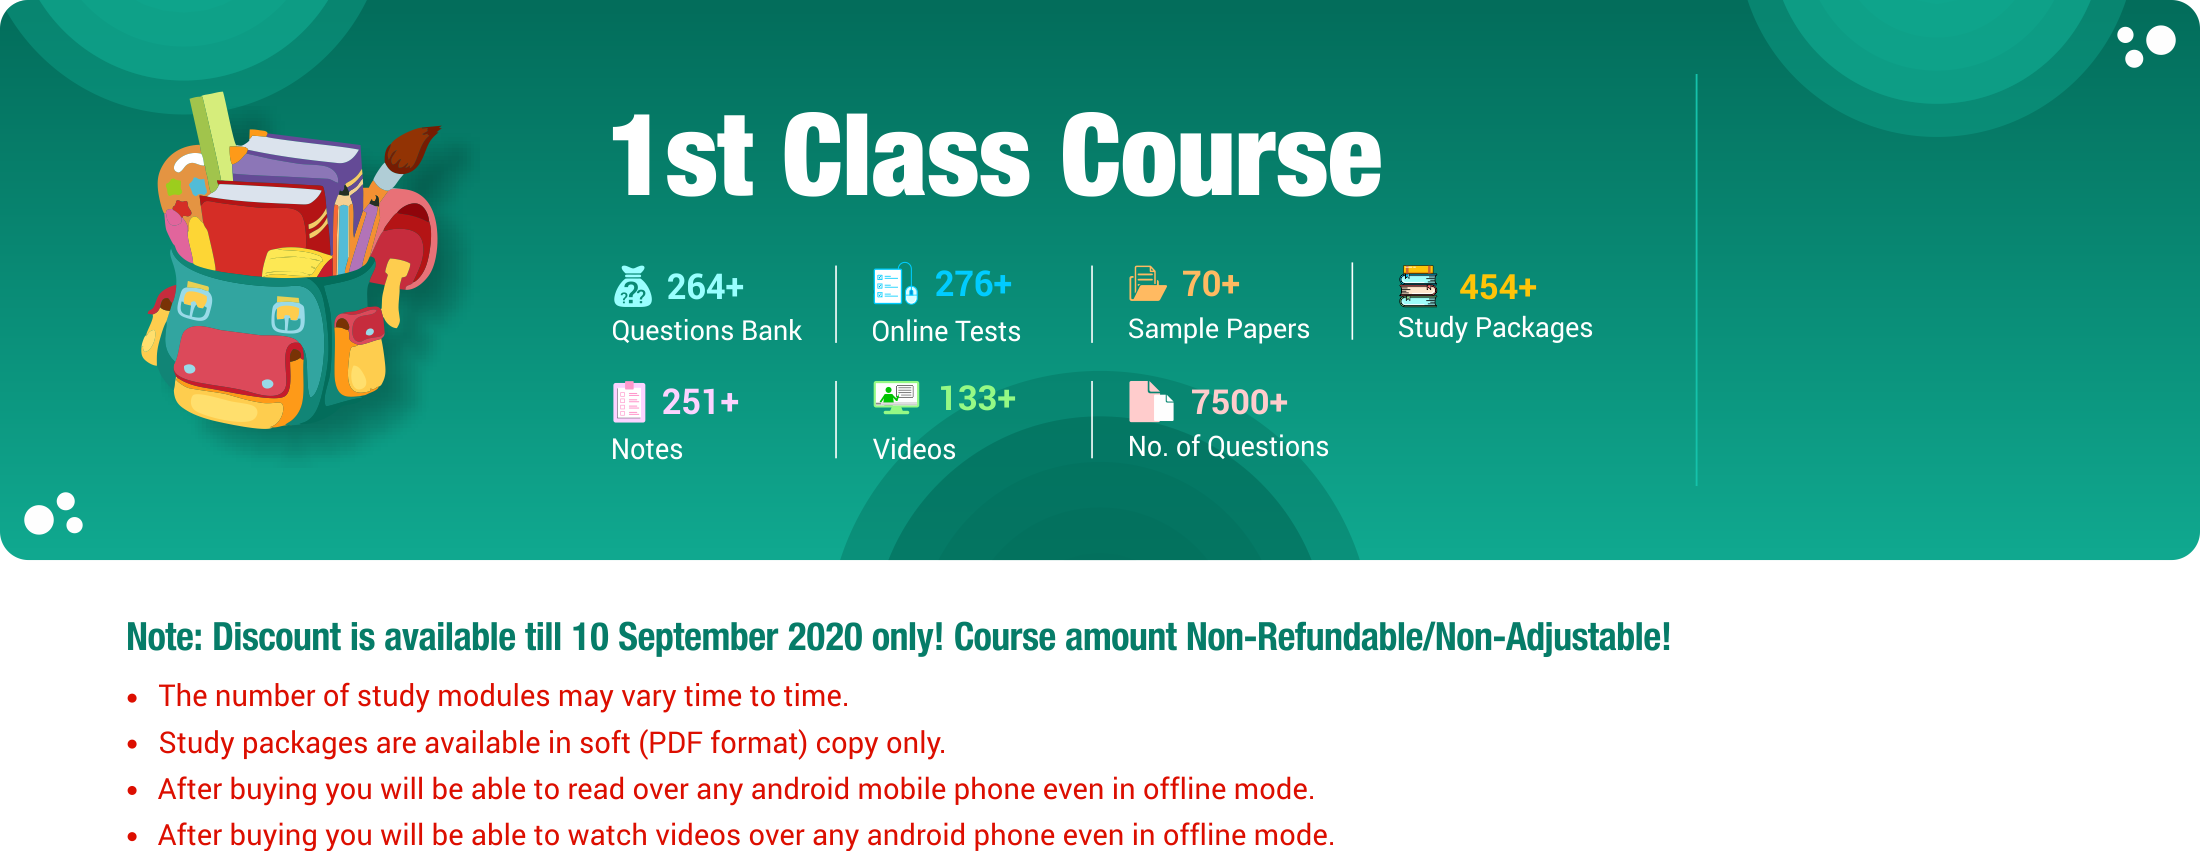 1st Class Course
264+
Questions Bank
276+
Online Tests
70+
Sample Papers
454+
Study Packages
251+
Notes
133+
Videos
7500+
No. of Questions
Note: Discount is available till 10 September 2020 only! Course amount Non-Refundable/Non-Adjustable!
• The number of study modules may vary time to time.
• Study packages are available in soft (PDF format) copy only.
• After buying you will be able to read over any android mobile phone even in offline mode.
• After buying you will be able to watch videos over any android phone even in offline mode.